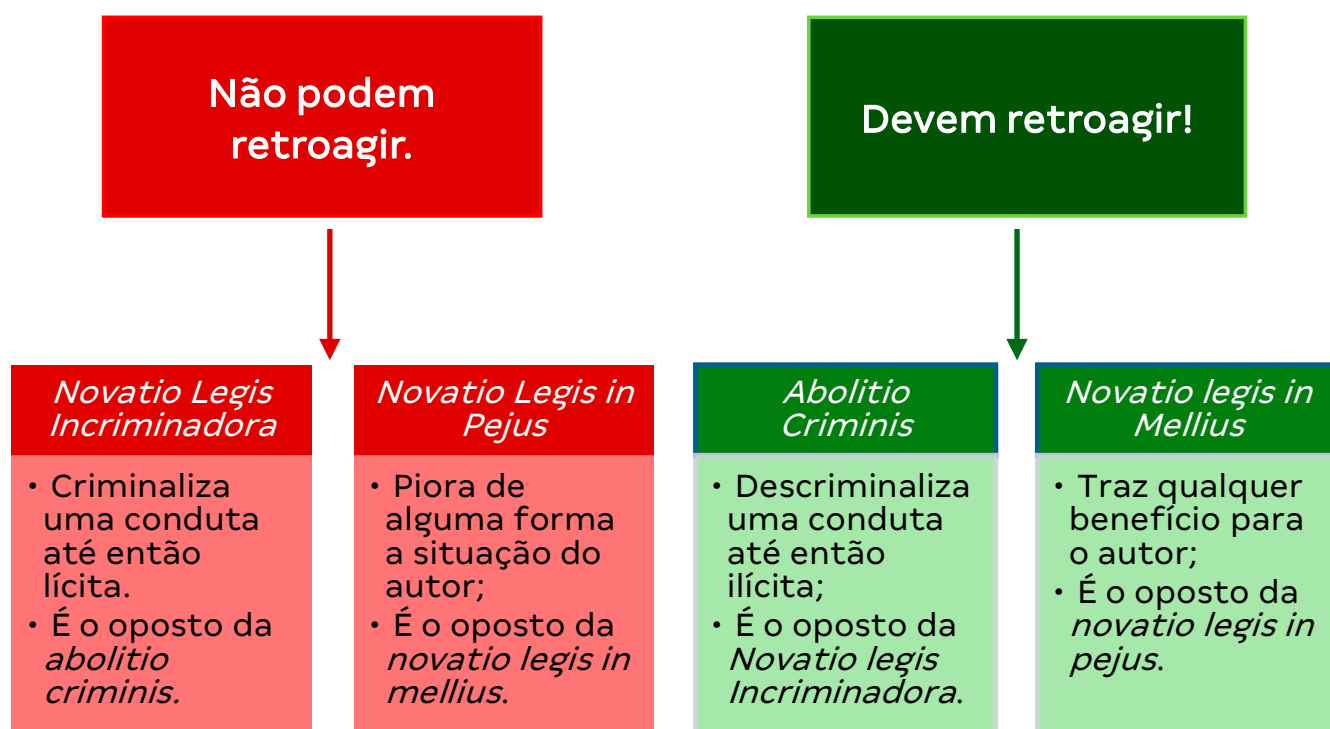 Não podem
retroagir.
Devem retroagir!
Novatio Legis
Incriminadora
• Criminaliza
uma conduta
até então
lícita.
• É o oposto da
abolitio
criminis.
Novatio Legis in
Pejus
• Piora de
alguma forma
a situação do
autor;
• É o oposto da
novatio legis in
mellius.
Abolitio
Criminis
• Descriminaliza
uma conduta
até então
ilícita;
• É o oposto da
Novatio legis
Incriminadora.
Novatio legis in
Mellius
• Traz qualquer
benefício para
o autor;
• É o oposto da
novatio legis in
pejus.